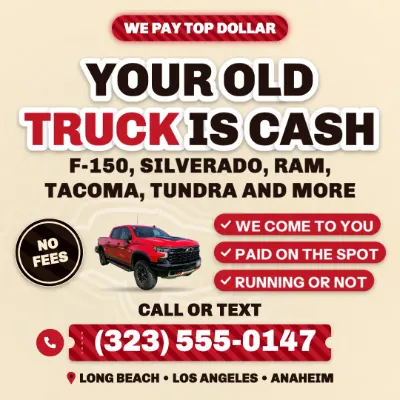 WE PAY TOP DOLLAR
YOUR OLD
TRUCK IS CASH
F-150, SILVERADO, RAM,
TACOMA, TUNDRA AND MORE
NO
FEES
WE COME TO YOU
PAID ON THE SPOT
RUNNING OR NOT
CALL OR TEXT
(323) 555-0147
LONG BEACH • LOS ANGELES • ANAHEIM